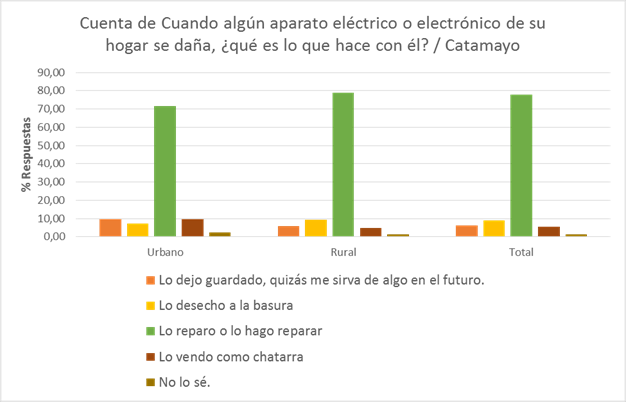 Cuenta de Cuando algún aparato eléctrico o electrónico de su
hogar se daña, ¿qué es lo que hace con él? / Catamayo
90,00
80,00
70,00
60,00
50,00
40,00
30,00
20,00
10,00
0,00
% Respuestas
Urbano
Rural
Total
Lo dejo guardado, quizás me sirva de algo en el futuro.
Lo desecho a la basura
Lo reparo o lo hago reparar
Lo vendo como chatarra
No lo sé.